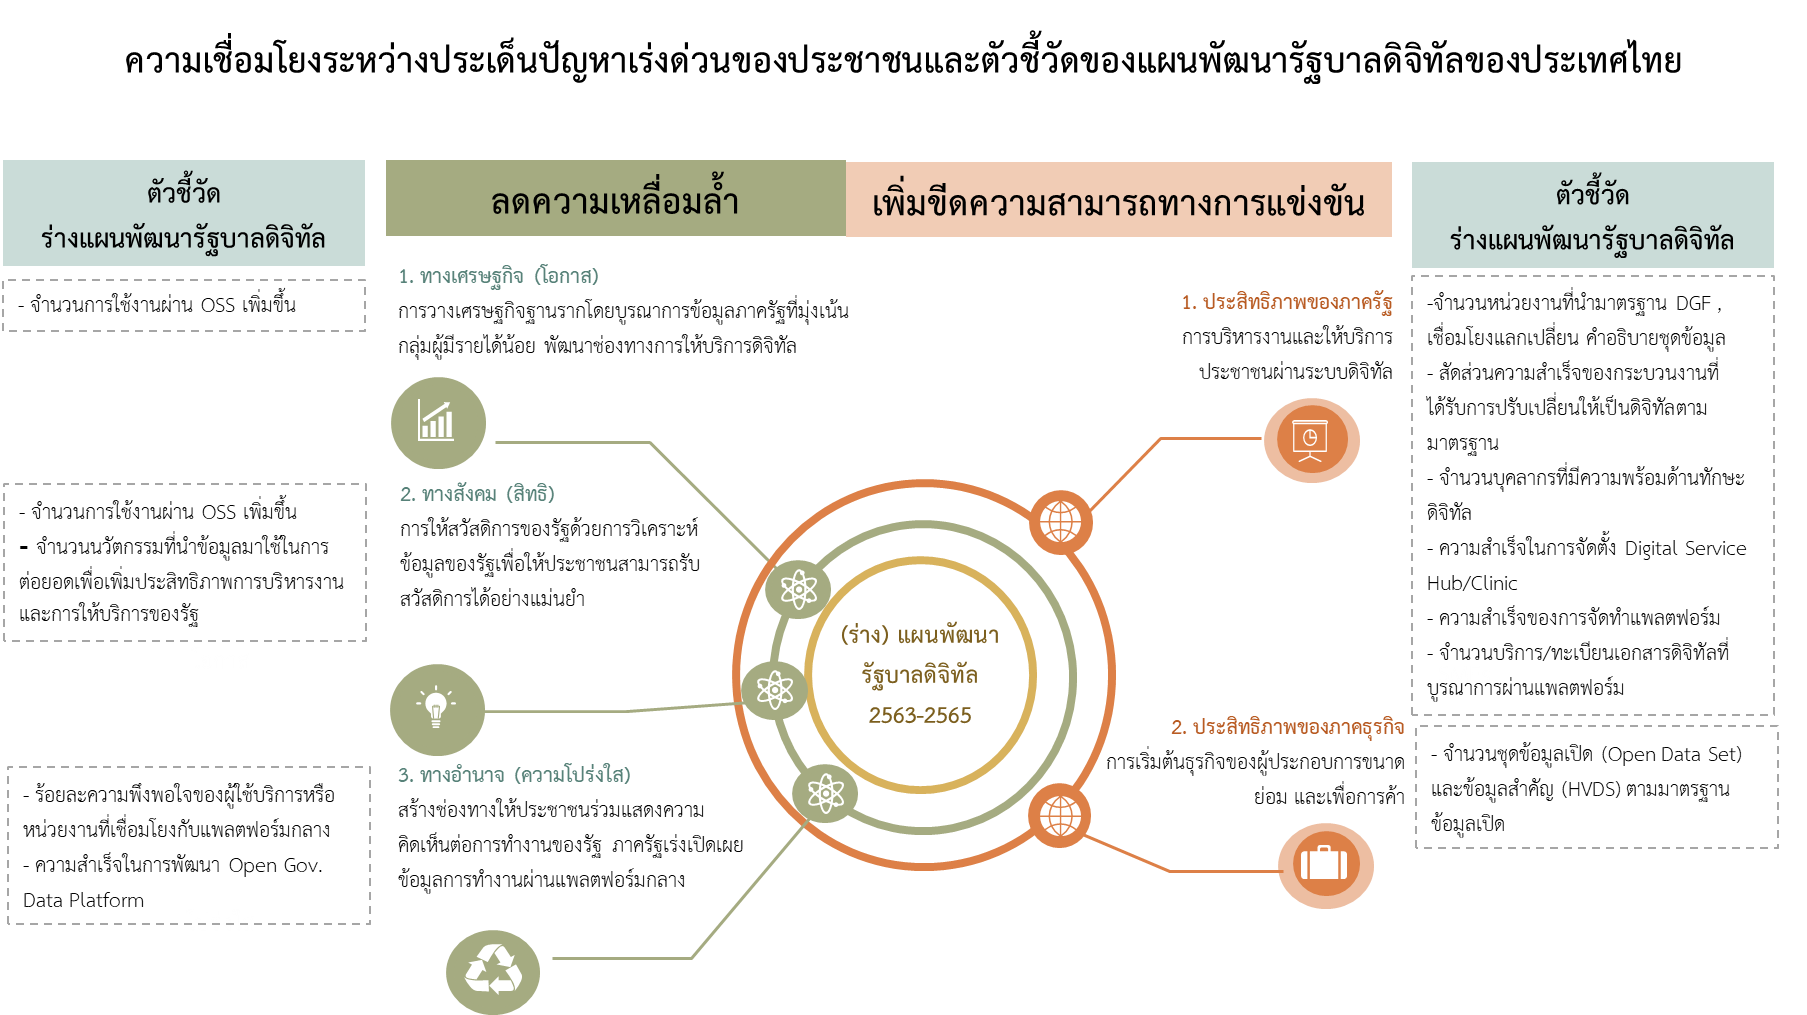 ความเชื่อมโยงระหว่างประเด็นปัญหาเร่งด่วนของประชาชนและตัวชี้วัดของแผนพัฒนารัฐบาลดิจิทัลของประเทศไทย
ตัวชี้วัด
ร่างแผนพัฒนารัฐบาลดิจิทัล
- จำนวนการใช้งานผ่าน OSS เพิ่มขึ้น
- จำนวนการใช้งานผ่าน OSS เพิ่มขึ้น
- จำนวนนวัตกรรมที่นำข้อมูลมาใช้ในการ
ต่อยอดเพื่อเพิ่มประสิทธิภาพการบริหารงาน
และการให้บริการของรัฐ
- ร้อยละความพึงพอใจของผู้ใช้บริการหรือ
หน่วยงานที่เชื่อมโยงกับแพลตฟอร์มกลาง
- ความสำเร็จในการพัฒนา Open Gov.
Data Platform
ลดความเหลื่อมล้ำ
1. ทางเศรษฐกิจ (โอกาส)
การวางเศรษฐกิจฐานรากโดยบูรณาการข้อมูลภาครัฐที่มุ่งเน้น
กลุ่มผู้มีรายได้น้อย พัฒนาช่องทางการให้บริการดิจิทัล
2. ทางสังคม (สิทธิ)
การให้สวัสดิการของรัฐด้วยการวิเคราะห์
ข้อมูลของรัฐเพื่อให้ประชาชนสามารถรับ
สวัสดิการได้อย่างแม่นยำ
3. ทางอำนาจ (ความโปร่งใส)
สร้างช่องทางให้ประชาชนร่วมแสดงความ
คิดเห็นต่อการทำงานของรัฐ ภาครัฐเร่งเปิดเผย
ข้อมูลการทำงานผ่านแพลตฟอร์มกลาง
(ร่าง) แผนพัฒนา
รัฐบาลดิจิทัล
2563-2565
เพิ่มขีดความสามารถทางการแข่งขัน
1. ประสิทธิภาพของภาครัฐ
การบริหารงานและให้บริการ
ประชาชนผ่านระบบดิจิทัล
2. ประสิทธิภาพของภาคธุรกิจ
การเริ่มต้นธุรกิจของผู้ประกอบการขนาด
ย่อม และเพื่อการค้า
ตัวชี้วัด
ร่างแผนพัฒนารัฐบาลดิจิทัล
-จำนวนหน่วยงานที่นำมาตรฐาน DGF ,
เชื่อมโยงแลกเปลี่ยน คำอธิบายชุดข้อมูล
- สัดส่วนความสำเร็จของกระบวนงานที่
ได้รับการปรับเปลี่ยนให้เป็นดิจิทัลตาม
มาตรฐาน
- จำนวนบุคลากรที่มีความพร้อมด้านทักษะ
ดิจิทัล
- ความสำเร็จในการจัดตั้ง Digital Service
Hub/Clinic
- ความสำเร็จของการจัดทำแพลตฟอร์ม
- จำนวนบริการ/ทะเบียนเอกสารดิจิทัลที่
บูรณาการผ่านแพลตฟอร์ม
- จำนวนชุดข้อมูลเปิด (Open Data Set)
และข้อมูลสำคัญ (HVDS) ตามมาตรฐาน
ข้อมูลเปิด